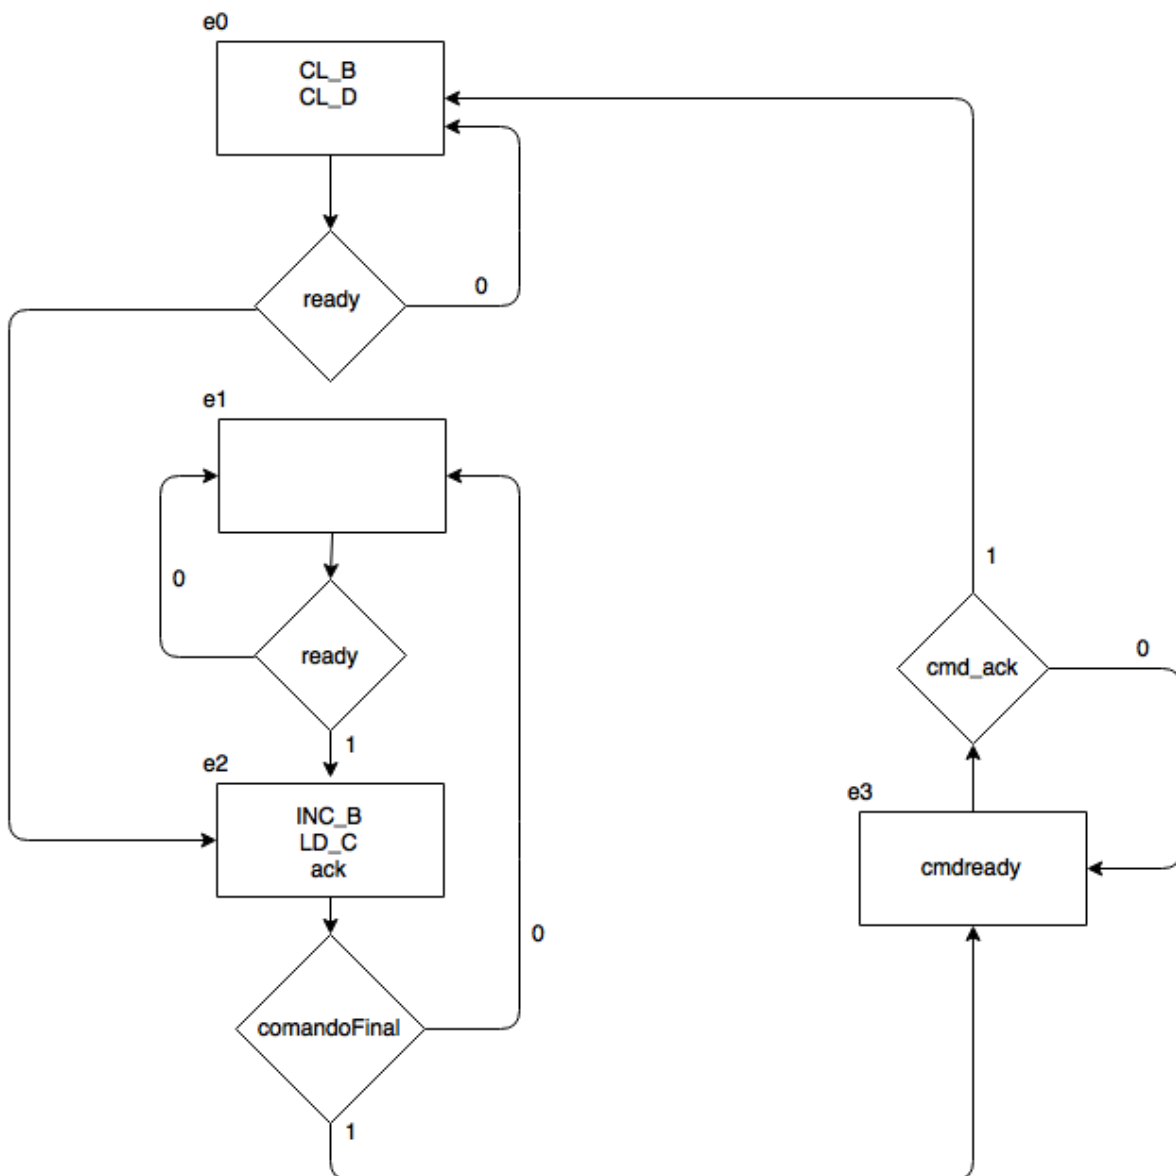 e0
CL_B
CL_D
ready
0
e1
0
ready
1
e2
INC_B
LD_C
ack
0
comandoFinal
1
1
cmd_ack
0
e3
cmdready